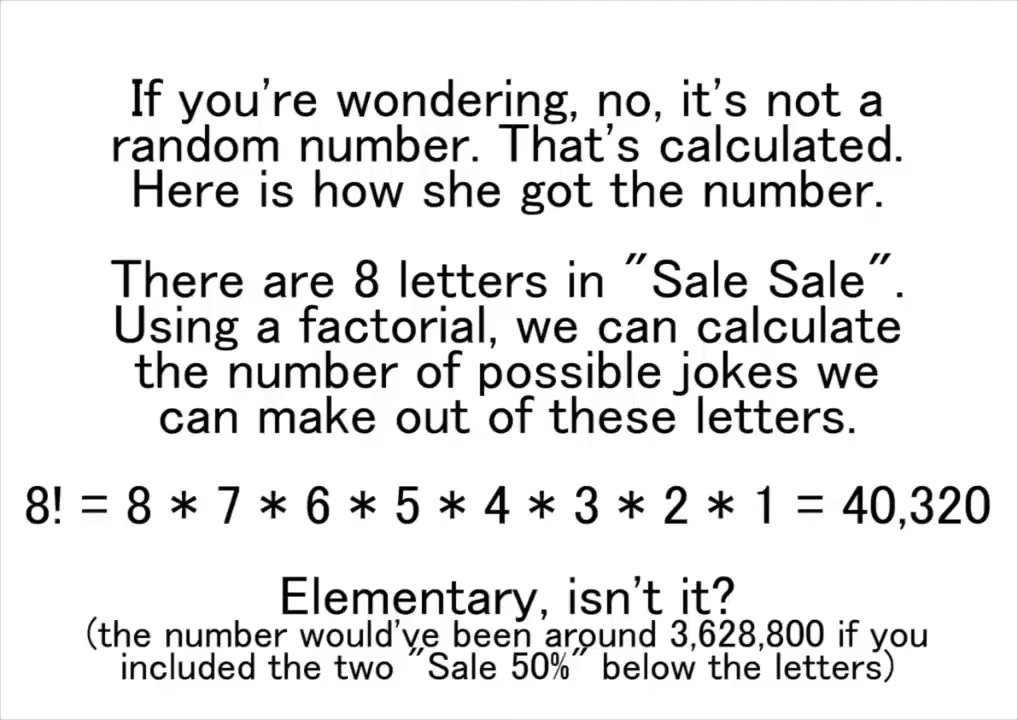 If you're wondering, no, it's not a
random number. That's calculated.
Here is how she got the number.
There are 8 letters in "Sale Sale".
Using a factorial, we can calculate
the number of possible jokes we
can make out of these letters.
8! = 8 * 7 * 6 * 5 * 4 * 3 * 2 * 1 = 40,320
Elementary, isn't it?
(the number would've been around 3,628,800 if you
included the two "Sale 50%" below the letters)